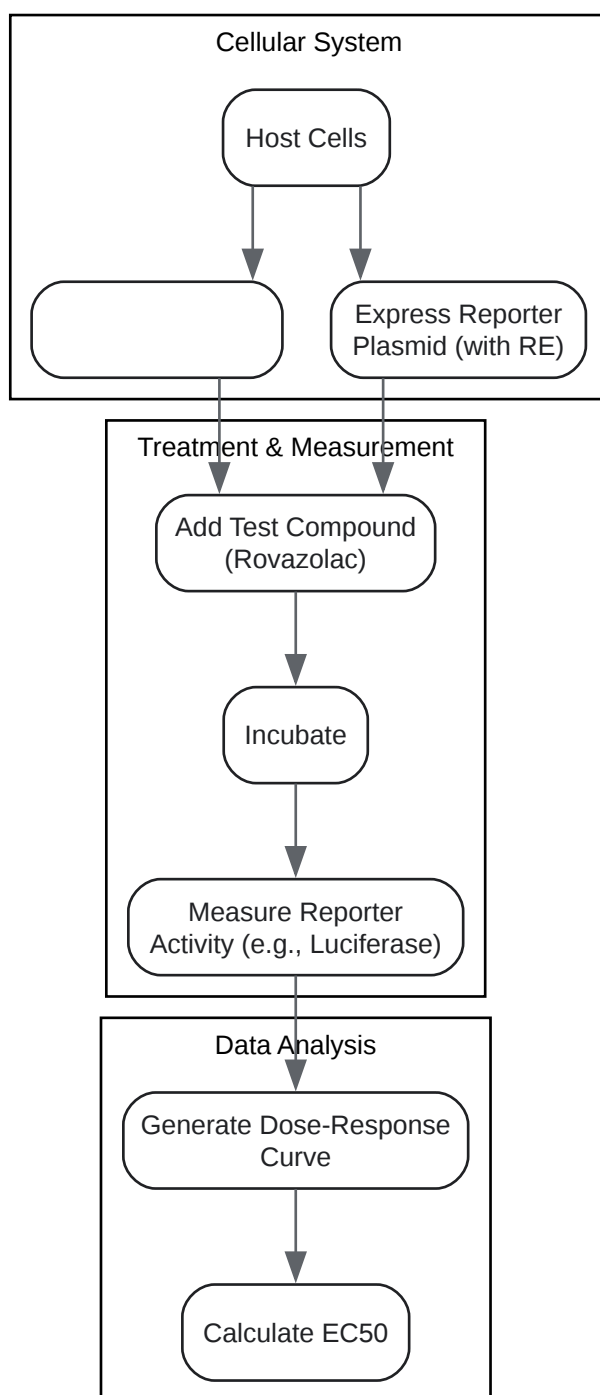 Cellular System
Host Cells
Express Reporter
Plasmid (with RE)
Treatment & Measurement
Add Test Compound
(Rovazolac)
Incubate
Measure Reporter
Activity (e.g., Luciferase)
Data Analysis
Generate Dose-Response
Curve
Calculate EC50